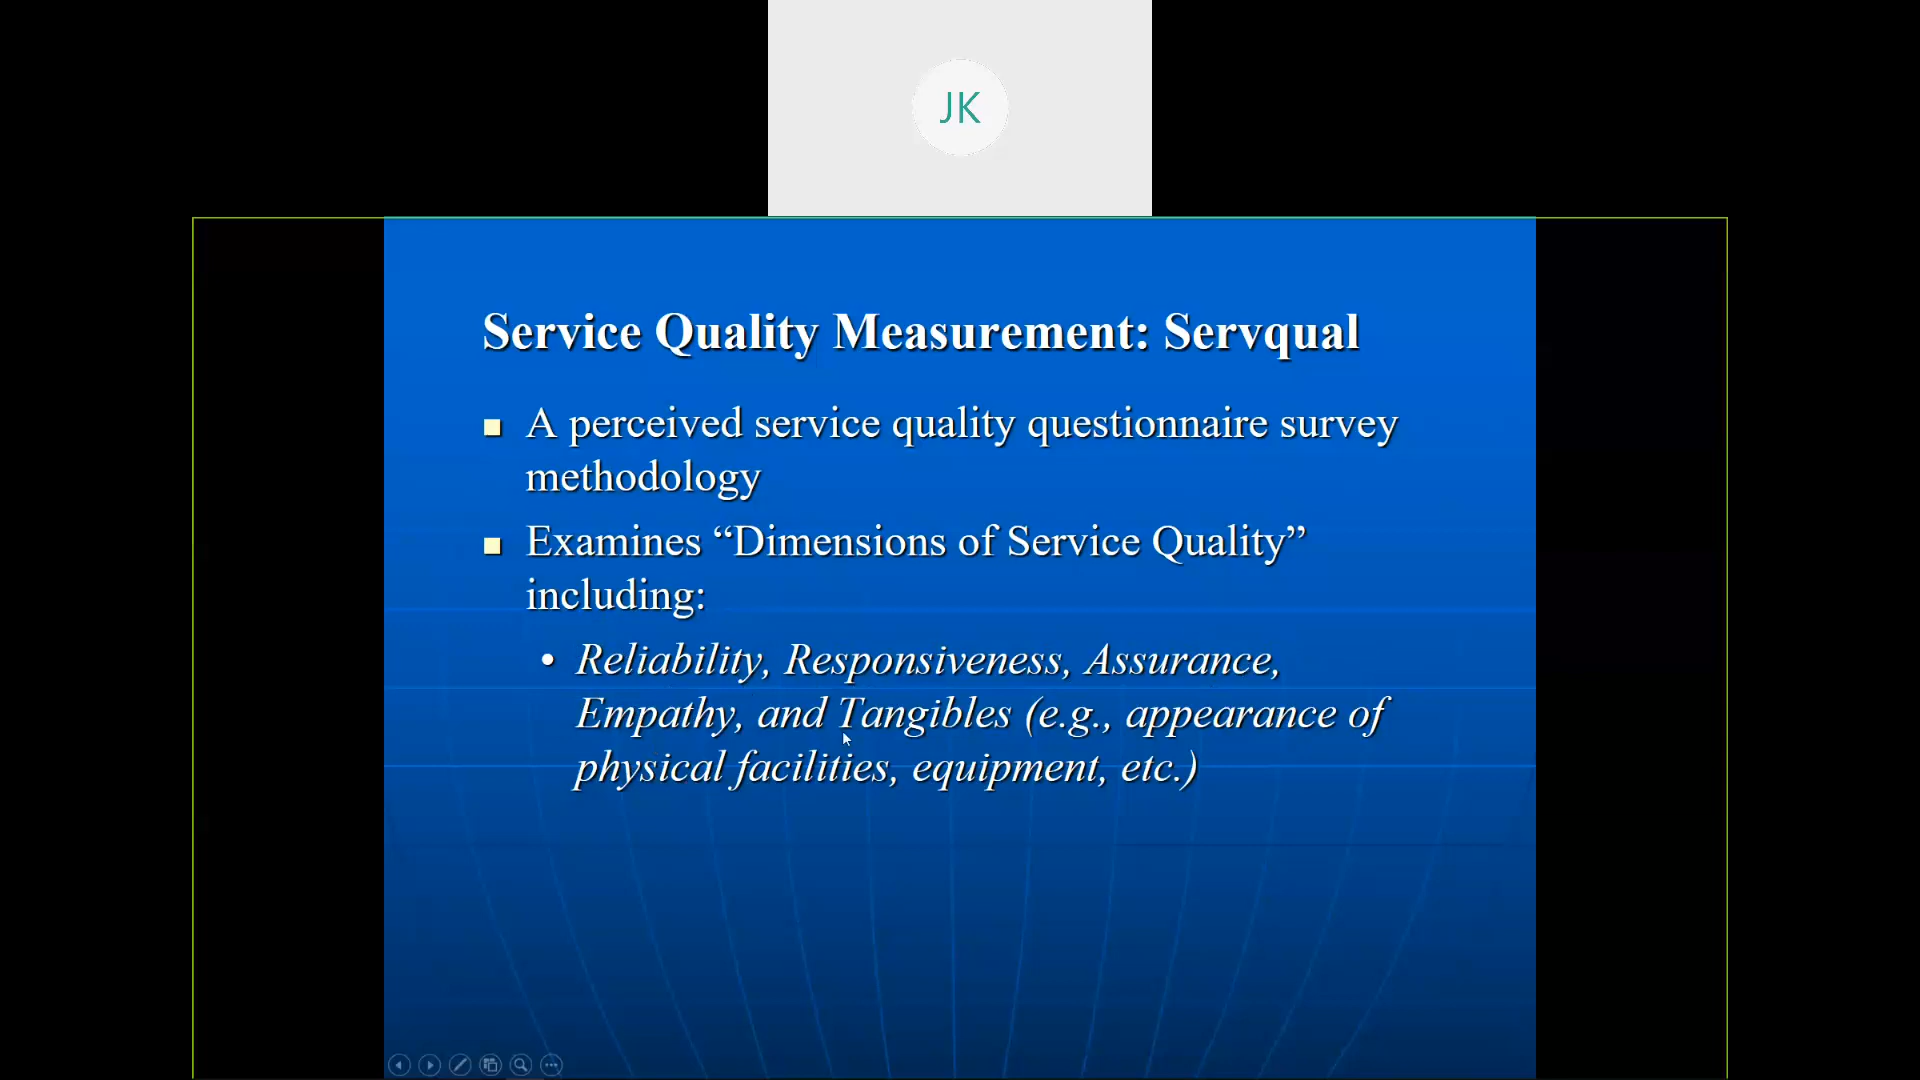 JK
Service Quality Measurement: Servqual
A perceived service quality questionnaire survey
methodology
Examines “Dimensions of Service Quality”
including:
• Reliability, Responsiveness, Assurance,
Empathy, and Tangibles (e.g., appearance of
physical facilities, equipment, etc.)